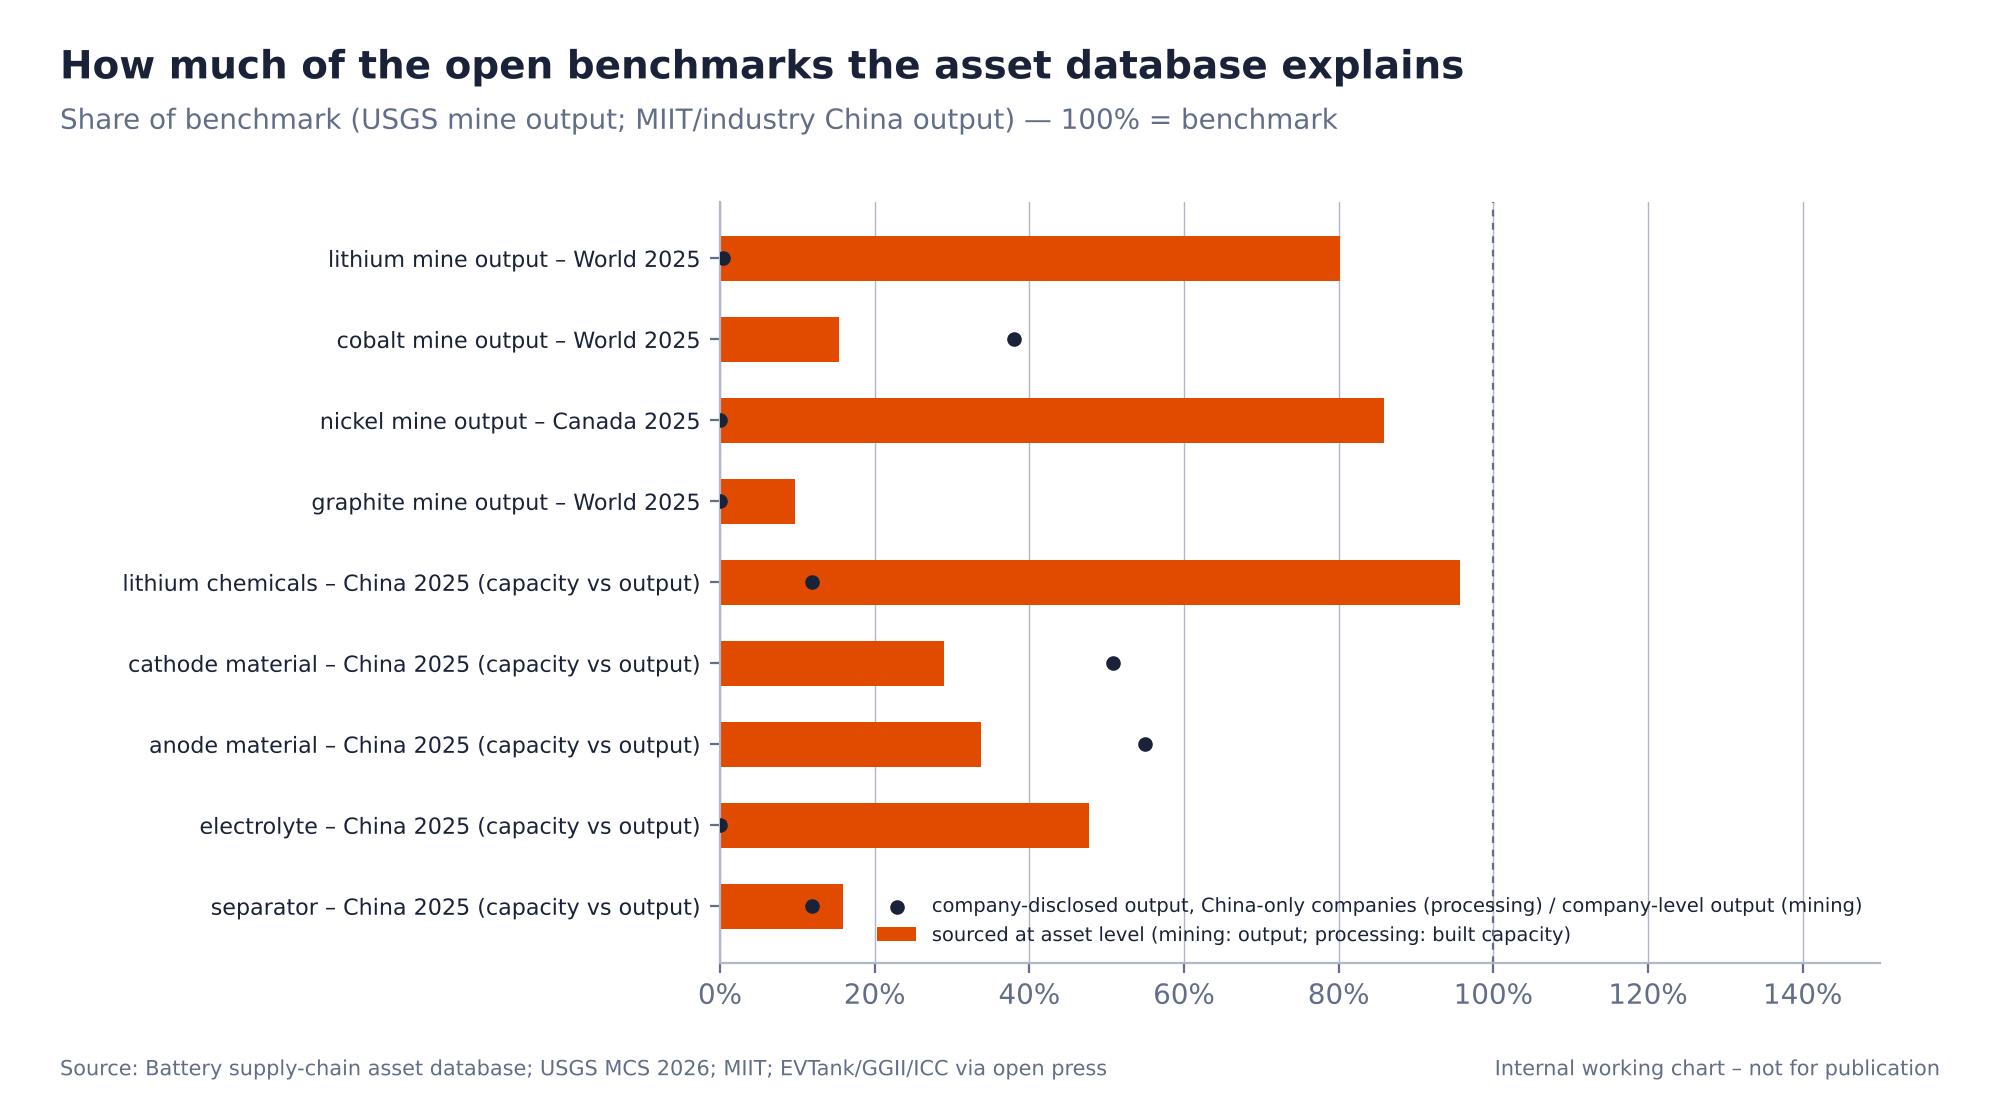 How much of the open benchmarks the asset database explains
Share of benchmark (USGS mine output; MIIT/industry China output) — 100% = benchmark
lithium mine output – World 2025
cobalt mine output – World 2025
nickel mine output – Canada 2025
graphite mine output – World 2025
lithium chemicals – China 2025 (capacity vs output)
cathode material – China 2025 (capacity vs output)
anode material – China 2025 (capacity vs output)
electrolyte – China 2025 (capacity vs output)
separator – China 2025 (capacity vs output)
company-disclosed output, China-only companies (processing) / company-level output (mining)
sourced at asset level (mining: output; processing: built capacity)
0% 20% 40% 60% 80% 100% 120% 140%
Source: Battery supply-chain asset database; USGS MCS 2026; MIIT; EVTank/GGII/ICC via open press
Internal working chart – not for publication